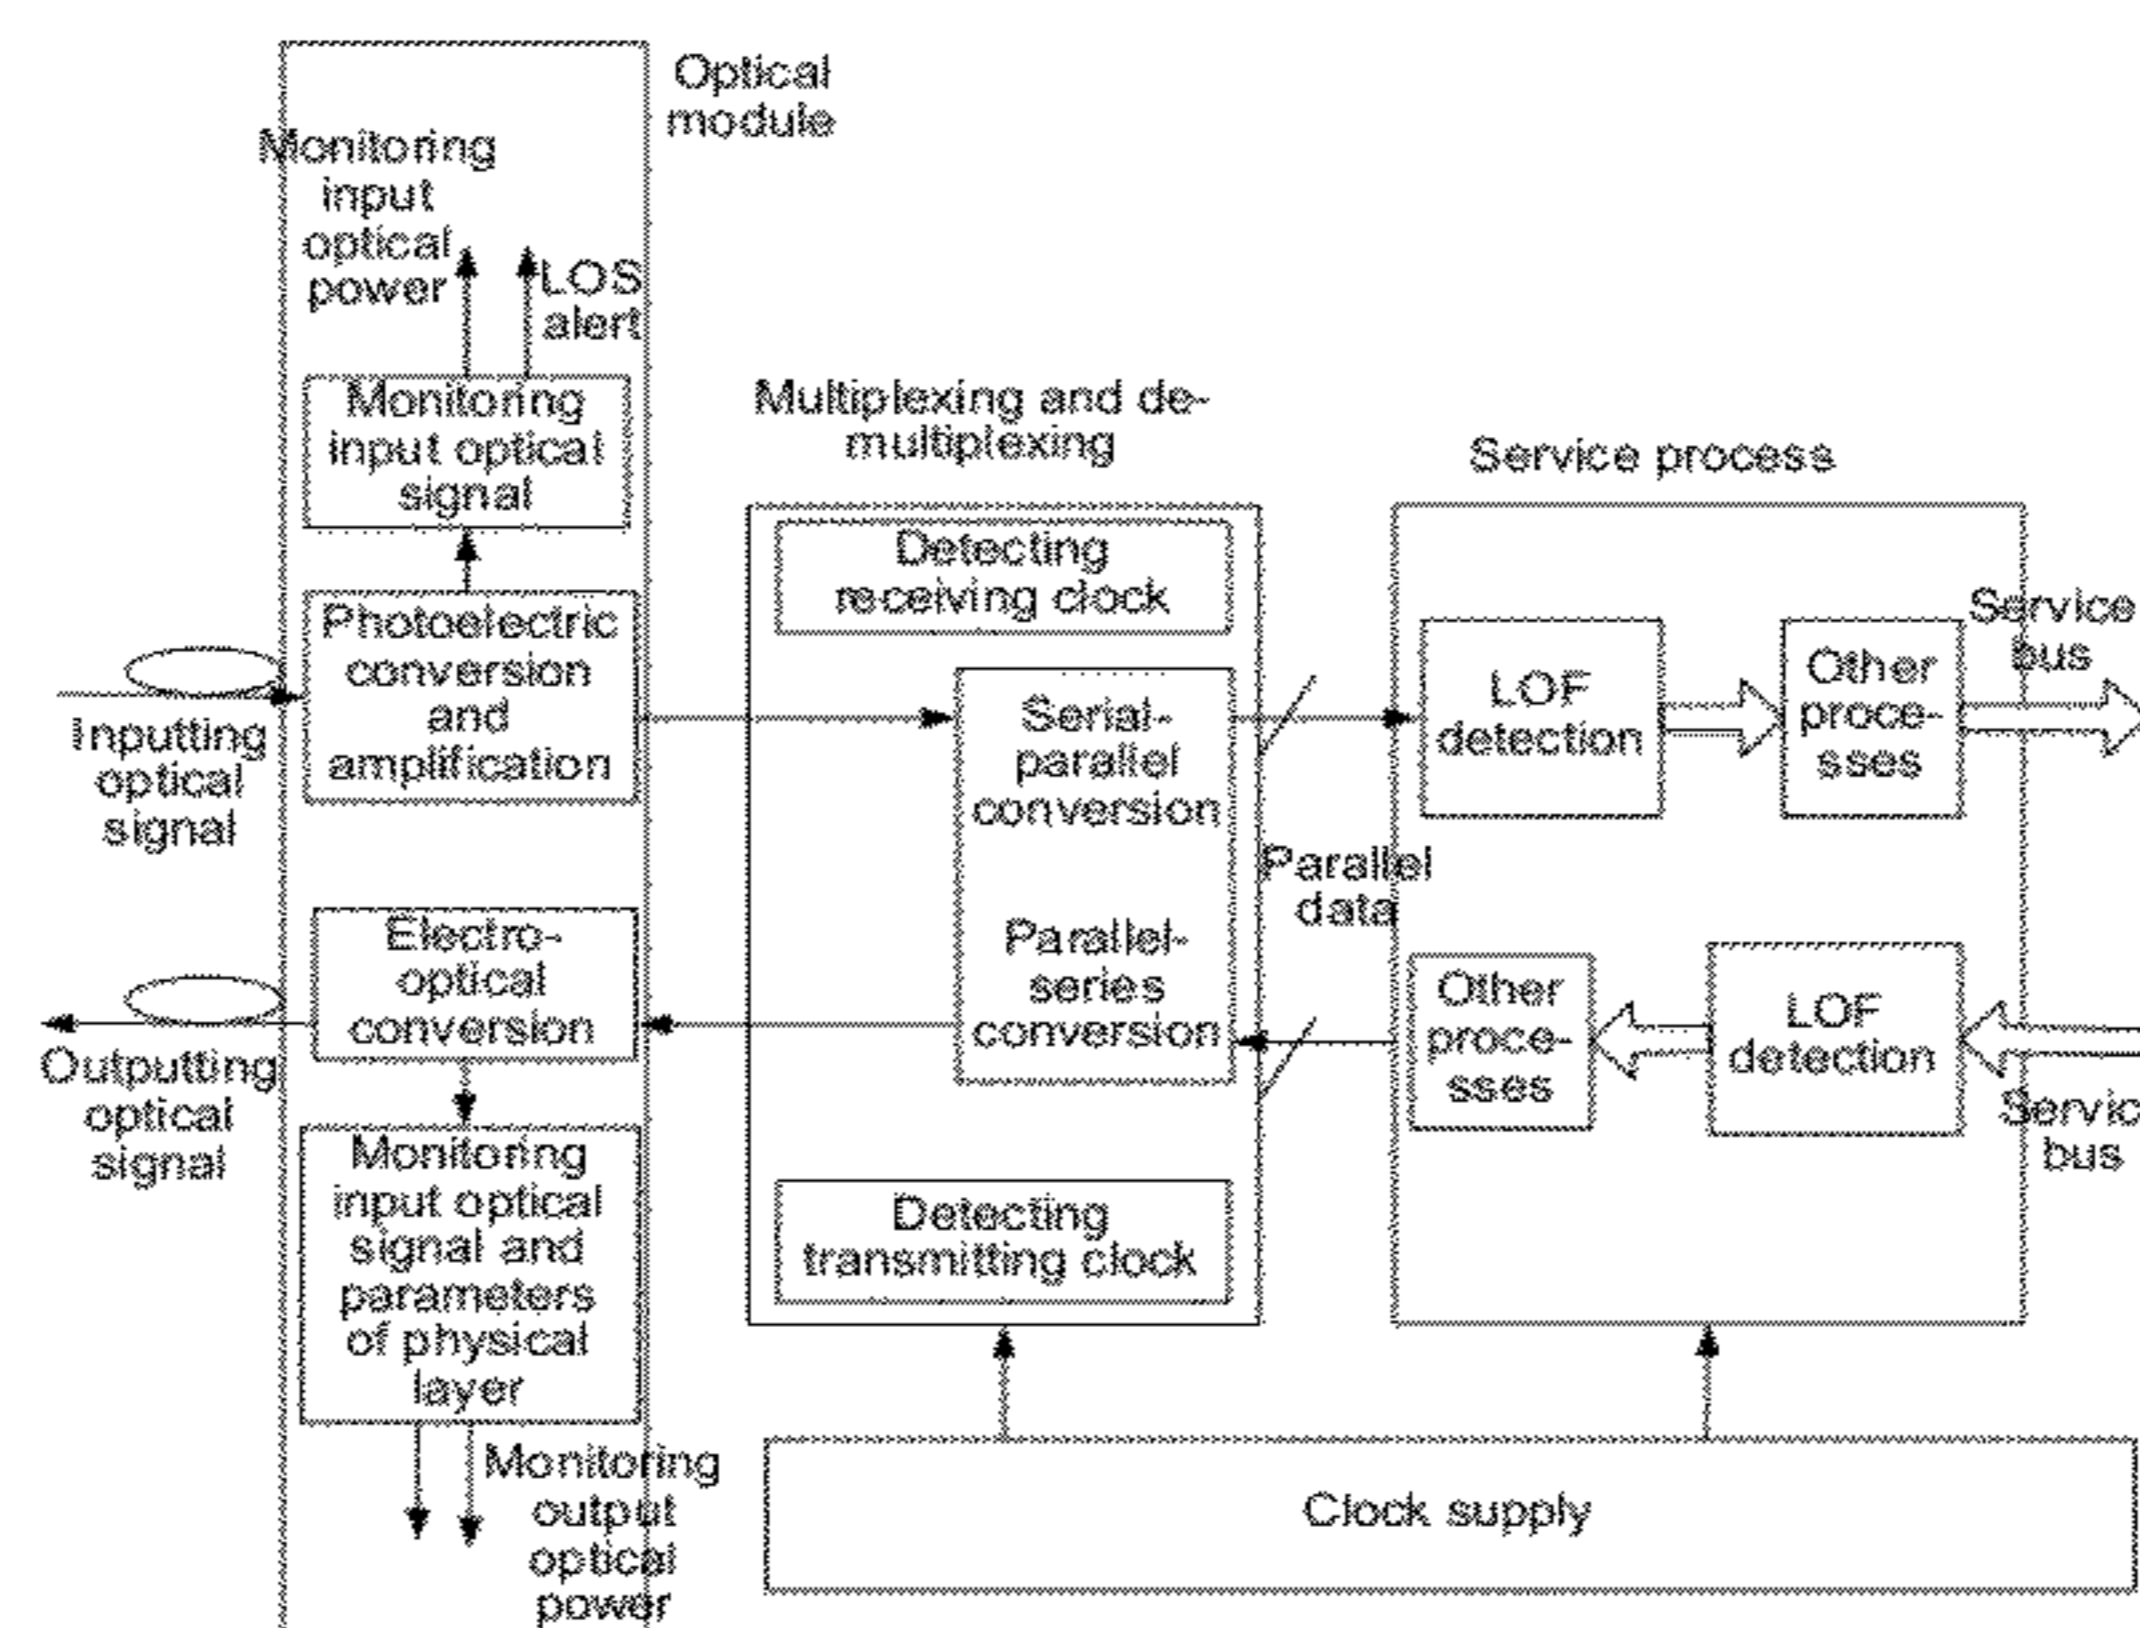 Optical
module
Monitoring
input
optical
power
LOS
alert
Monitoring
input optical
signal
Photoelectric
conversion
and
amplification
Inputting
optical
signal
Electro-
optical
conversion
Outputting
optical
signal
Monitoring
input optical
signal and
parameters
of physical
layer
Monitoring
output
optical
power
Multiplexing and de-
multiplexing
Detecting
receiving clock
Serial-
parallel
conversion
Parallel-
series
conversion
Detecting
transmitting clock
Parallel
data
Service process
LOF
detection
Other
proce-
sses
Service
bus
Other
proce-
sses
LOF
detection
Servic
bus
Clock supply